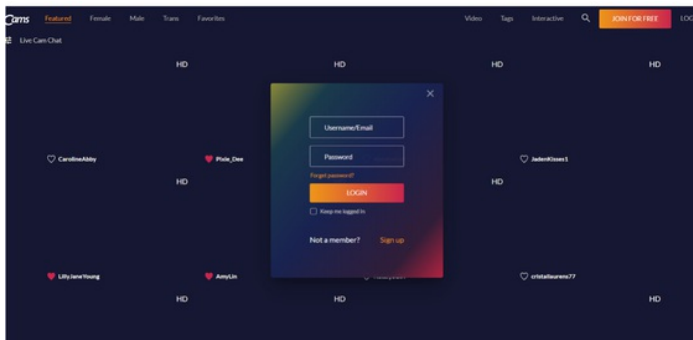 Cams Featured Female Male Trans Favorites Video Tags Interactive JOIN FOR FREE LOG
Live Cam Chat
HD HD HD HD
Username/Email
Password
CarolineAbby Pixie_Dee JadenKisses1
Forgot password?
HD HD
LOGIN
Keep me logged in
Not a member? Sign up
LillyJaneYoung AmyLin cristallaurens77
HD HD HD